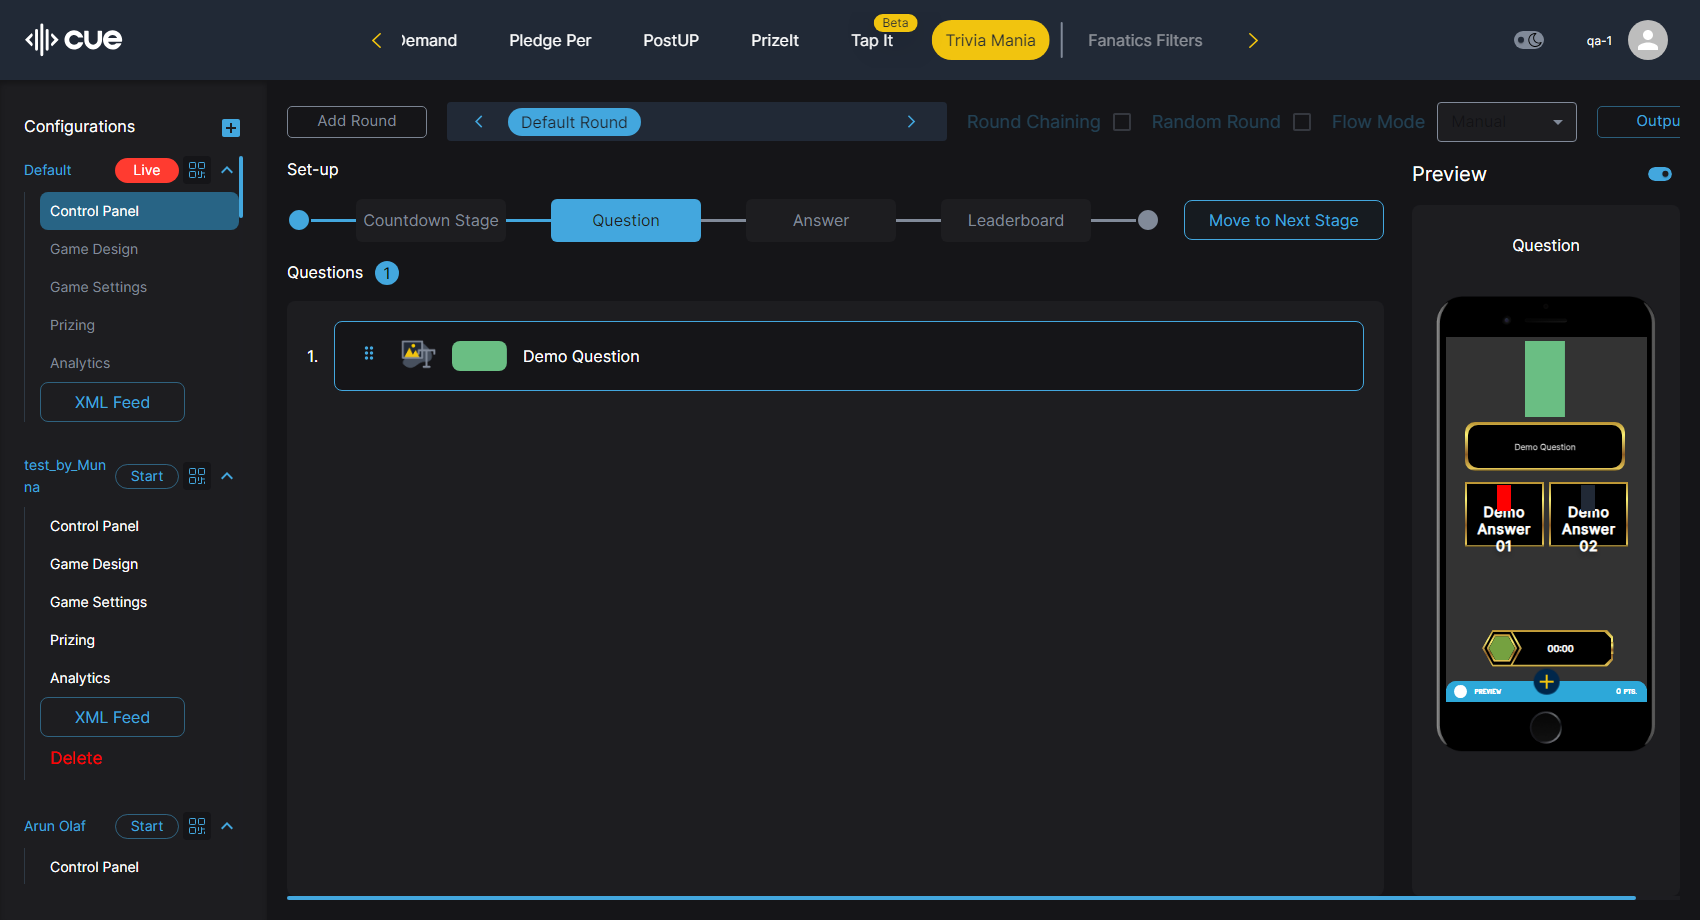 cue
Demand
Pledge Per
PostUP
PrizeIt
Tap It
Beta
Trivia Mania
Fanatics Filters
qa-1
Configurations
Default
Live
Control Panel
Game Design
Game Settings
Prizing
Analytics
XML Feed
test_by_Mun
na
Start
Control Panel
Game Design
Game Settings
Prizing
Analytics
XML Feed
Delete
Arun Olaf
Start
Control Panel
Add Round
Default Round
Round Chaining
Random Round
Flow Mode
Manual
Outpu
Set-up
Countdown Stage
Question
Answer
Leaderboard
Move to Next Stage
Questions 1
1.
Demo Question
Preview
Question
Demo Question
Demo
Answer
01
Demo
Answer
02
00:00
PREVIEW
0 PTS.